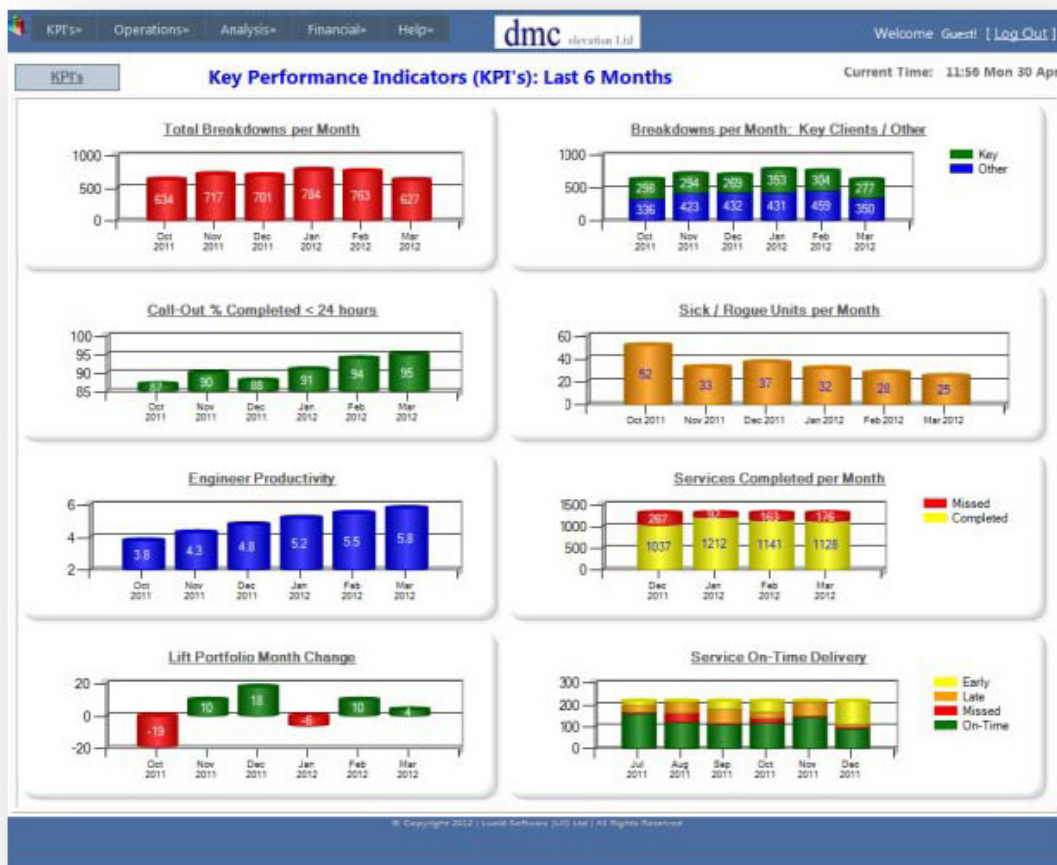 KPI's Operations Analysis Financial Help
dmc elevation Ltd
Welcome Guest! [ Log Out ]
KPI's
Key Performance Indicators (KPI's): Last 6 Months
Current Time: 11:56 Mon 30 Apr
Total Breakdowns per Month
1000
500
0
634 717 701 784 763 627
Oct Nov Dec Jan Feb Mar
2011 2011 2011 2012 2012 2012
Breakdowns per Month: Key Clients / Other
1000
500
0
298 294 269 353 304 277
336 423 432 431 459 350
Oct Nov Dec Jan Feb Mar
2011 2011 2011 2012 2012 2012
Key
Other
Call-Out % Completed < 24 hours
100
95
90
85
87 90 88 91 94 95
Oct Nov Dec Jan Feb Mar
2011 2011 2011 2012 2012 2012
Sick / Rogue Units per Month
60
40
20
0
52 33 37 32 28 25
Oct 2011 Nov 2011 Dec 2011 Jan 2012 Feb 2012 Mar 2012
Engineer Productivity
6
4
2
3.8 4.3 4.8 5.2 5.5 5.8
Oct Nov Dec Jan Feb Mar
2011 2011 2011 2012 2012 2012
Services Completed per Month
1500
1000
500
0
267 92 163 176
1037 1212 1141 1128
Dec Jan Feb Mar
2011 2012 2012 2012
Missed
Completed
Lift Portfolio Month Change
20
0
-20
-19 10 18 -6 10 4
Oct Nov Dec Jan Feb Mar
2011 2011 2011 2012 2012 2012
Service On-Time Delivery
300
200
100
0
Jul Aug Sep Oct Nov Dec
2011 2011 2011 2011 2011 2011
Early
Late
Missed
On-Time
© Copyright 2012 | Lucid Software (UK) Ltd | All Rights Reserved